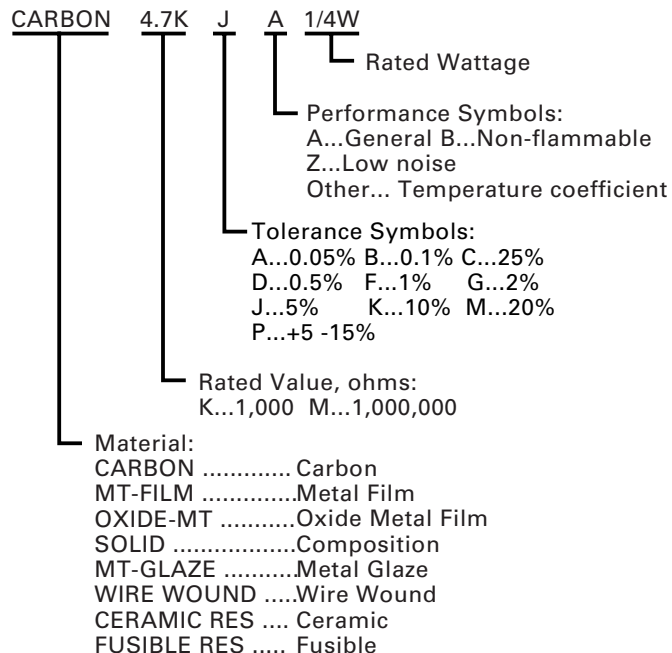 CARBON 4.7K J A 1/4W
Rated Wattage
Performance Symbols:
A...General B...Non-flammable
Z...Low noise
Other... Temperature coefficient
Tolerance Symbols:
A...0.05% B...0.1% C...25%
D...0.5% F...1% G...2%
J...5% K...10% M...20%
P...+5 -15%
Rated Value, ohms:
K...1,000 M...1,000,000
Material:
CARBON ............. Carbon
MT-FILM ..............Metal Film
OXIDE-MT ...........Oxide Metal Film
SOLID ..................Composition
MT-GLAZE ...........Metal Glaze
WIRE WOUND .....Wire Wound
CERAMIC RES .... Ceramic
FUSIBLE RES ..... Fusible